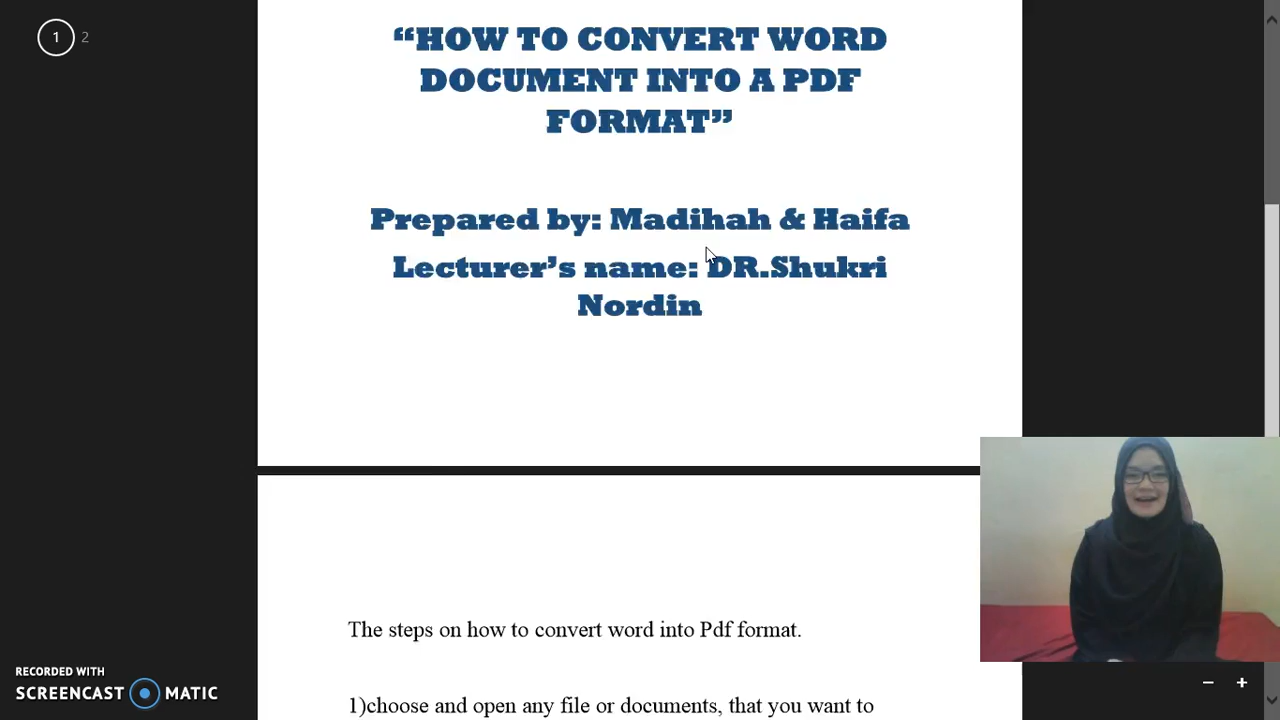 1 2
“HOW TO CONVERT WORD
DOCUMENT INTO A PDF
FORMAT”
Prepared by: Madihah & Haifa
Lecturer’s name: DR.Shukri
Nordin
The steps on how to convert word into Pdf format.
1)choose and open any file or documents, that you want to
RECORDED WITH
SCREENCAST MATIC